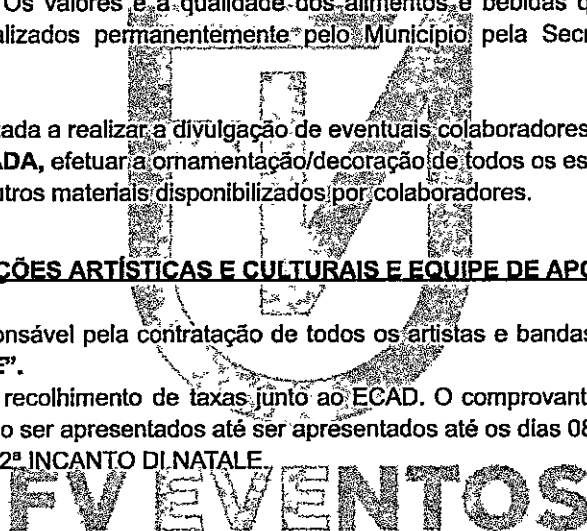 Os valores e a qualidade dos alimentos e bebidas
alizados permanentemente pelo Município pela Secr
ada a realizar a divulgação de eventuais colaboradores
ADA, efetuar a ornamentação/decoração de todos os es
utros materiais disponibilizados por colaboradores.
ÇÕES ARTÍSTICAS E CULTURAIS E EQUIPE DE APO
onsável pela contratação de todos os artistas e bandas
E”.
recolhimento de taxas junto ao ECAD. O comprovant
o ser apresentados até ser apresentados até os dias 08
2ª INCANTO DI NATALE
FV EVENTOS